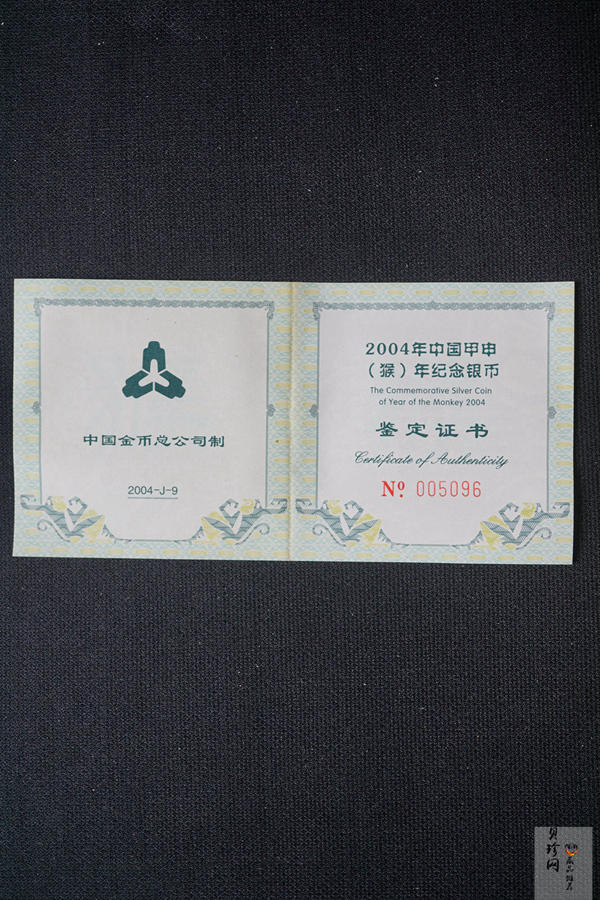 中国金币总公司制
2004-J-9
2004年中国甲申
（猴）年纪念银币
The Commemorative Silver Coin
of Year of the Monkey 2004
鉴定证书
Certificate of Authenticity
Nº 005096
贝珍网